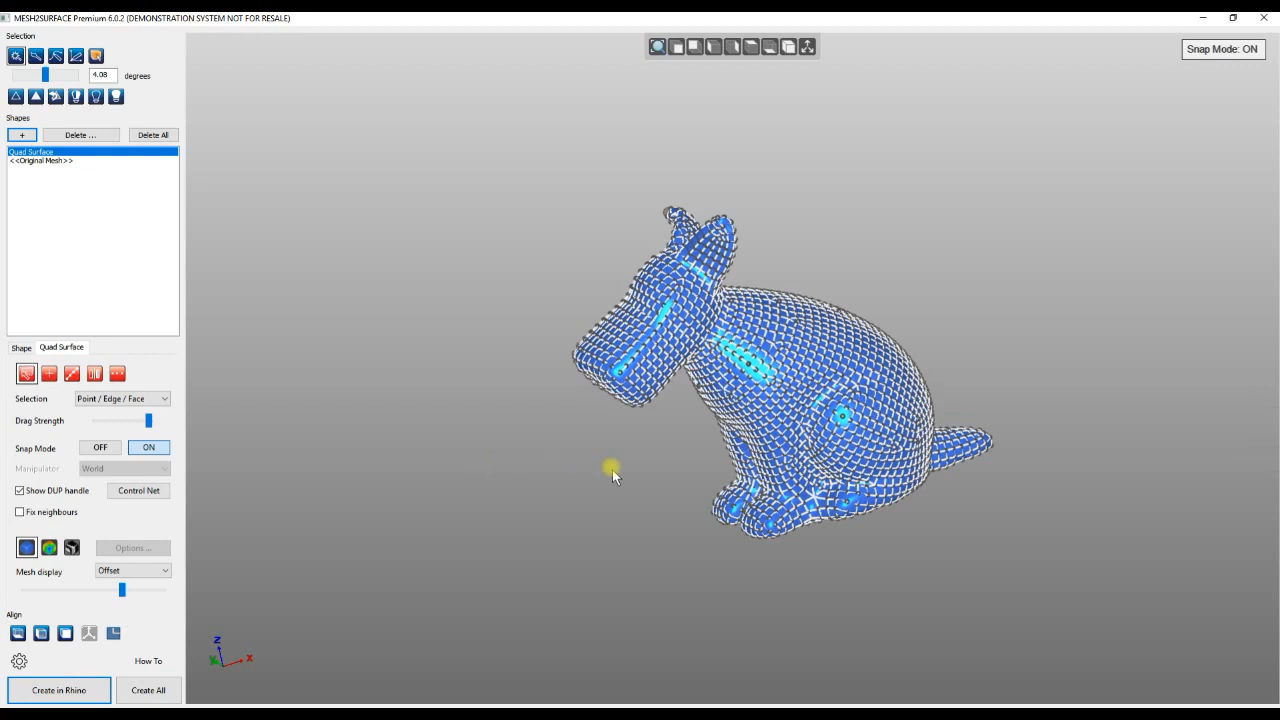 MESH2SURFACE Premium 6.0.2 (DEMONSTRATION SYSTEM NOT FOR RESALE)
Selection
4.08 degrees
Shapes
+ Delete ... Delete All
Quad Surface
<<Original Mesh>>
Shape Quad Surface
Selection Point / Edge / Face
Drag Strength
Snap Mode OFF ON
Manipulator World
Show DUP handle Control Net
Fix neighbours
Options ...
Mesh display Offset
Align
How To
Create in Rhino Create All
Snap Mode: ON
Z
X